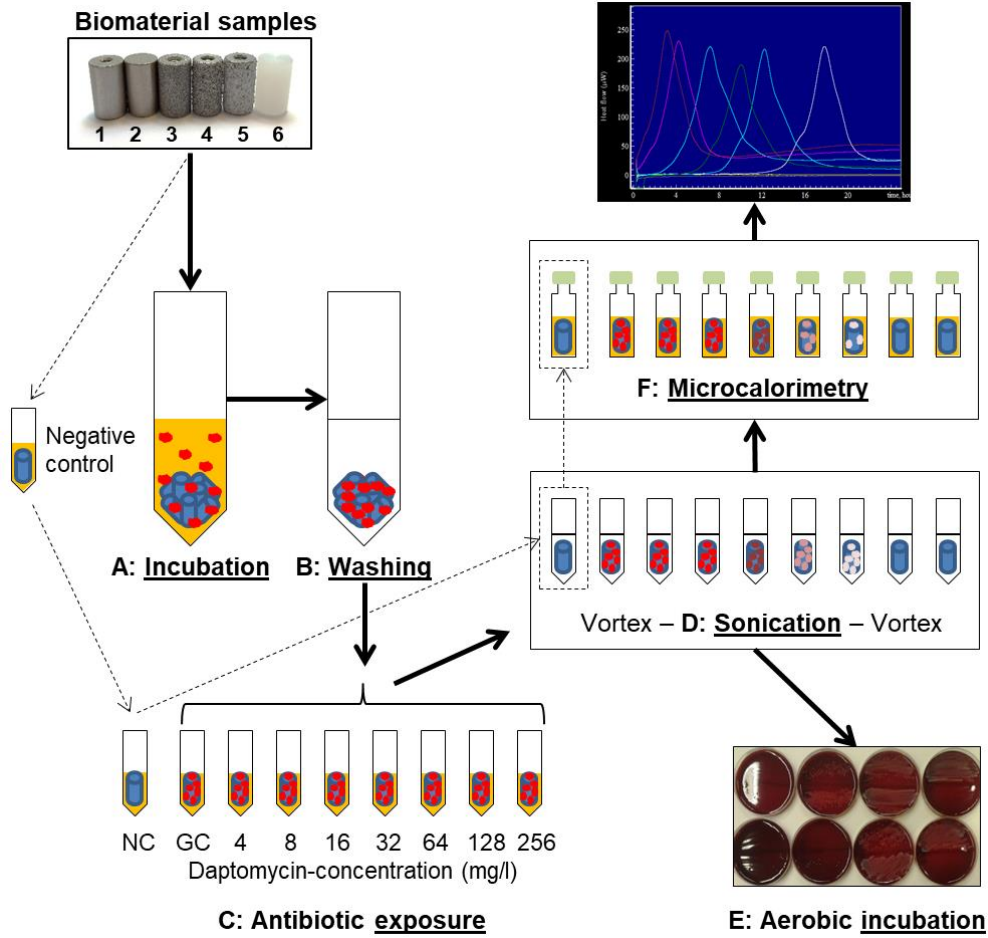 Biomaterial samples
1 2 3 4 5 6
Heat flow (µW)
250
200
150
100
50
0
0 4 8 12 16 20 time, hou
F: Microcalorimetry
Negative
control
A: Incubation B: Washing
Vortex – D: Sonication – Vortex
NC GC 4 8 16 32 64 128 256
Daptomycin-concentration (mg/l)
C: Antibiotic exposure
E: Aerobic incubation